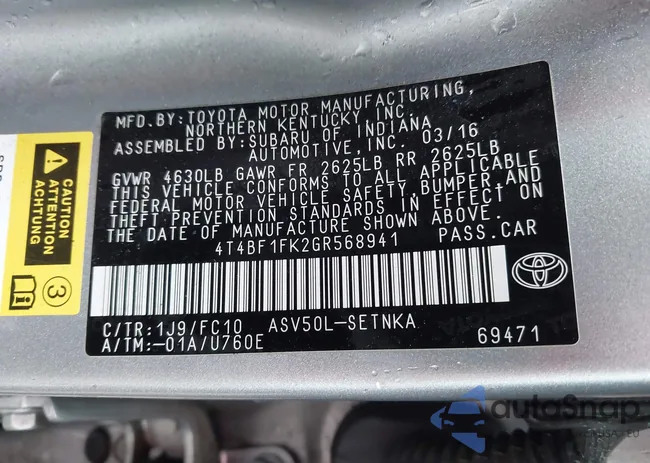 MFD.BY:TOYOTA MOTOR MANUFACTURING,
NORTHERN KENTUCKY, INC.
ASSEMBLED BY:SUBARU OF INDIANA
AUTOMOTIVE, INC. 03/16
GVWR 4630LB GAWR FR 2625LB RR 2625LB
THIS VEHICLE CONFORMS TO ALL APPLICABLE
FEDERAL MOTOR VEHICLE SAFETY, BUMPER, AND
THEFT PREVENTION STANDARDS IN EFFECT ON
THE DATE OF MANUFACTURE SHOWN ABOVE.
4T4BF1FK2GR568941 PASS.CAR
C/TR:1J9/FC10 ASV50L-SETNKA
A/TM:-01A/U760E 69471
CAUTION
ATTENTION
3
autoSnap